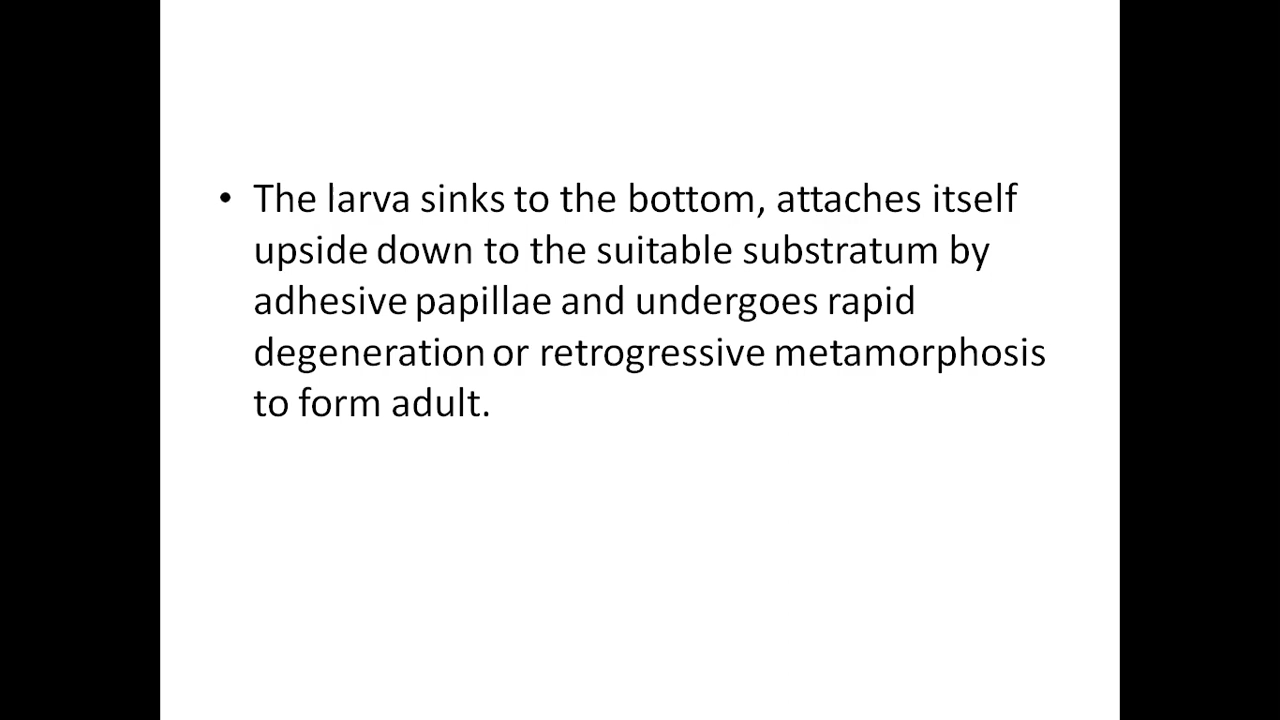 • The larva sinks to the bottom, attaches itself
upside down to the suitable substratum by
adhesive papillae and undergoes rapid
degeneration or retrogressive metamorphosis
to form adult.